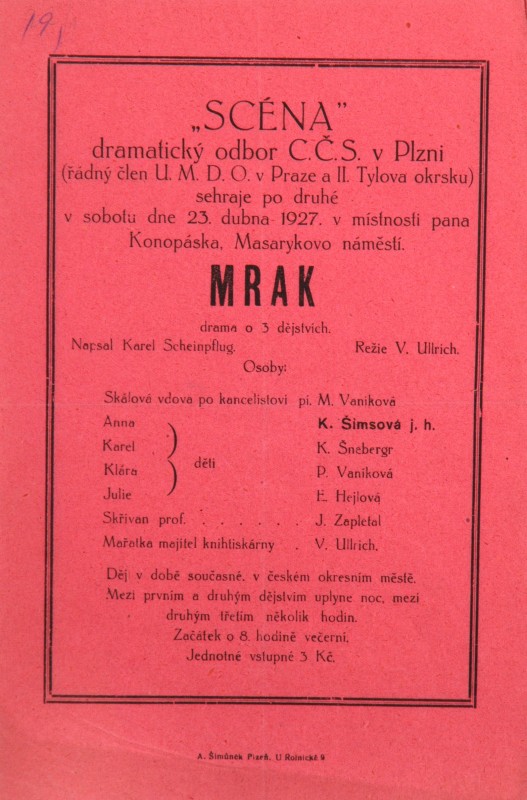 19,
„SCÉNA”
dramatický odbor C.Č.S. v Plzni
(řádný člen U. M. D. O. v Praze a II. Tylova okrsku)
sehraje po druhé
v sobotu dne 23. dubna 1927. v místnosti pana
Konopáska, Masarykovo náměstí.
MRAK
drama o 3 dějstvích.
Napsal Karel Scheinpflug. Režie V. Ullrich.
Osoby:
Skálová vdova po kancelistovi pí. M. Vaníková
Anna K. Šimsová j. h.
Karel K. Šnebergr
děti
Klára P. Vaníková
Julie E. Hejlová
Skřivan prof. . . . . . . J. Zapletal
Mařatka majitel knihtiskárny . V. Ullrich.
Děj v době současné. v českém okresním městě.
Mezi prvním a druhým dějstvím uplyne noc, mezi
druhým třetím několik hodin.
Začátek o 8. hodině večerní.
Jednotné vstupné 3 Kč.
A. Šimůnek Plzeň. U Rolnické 9